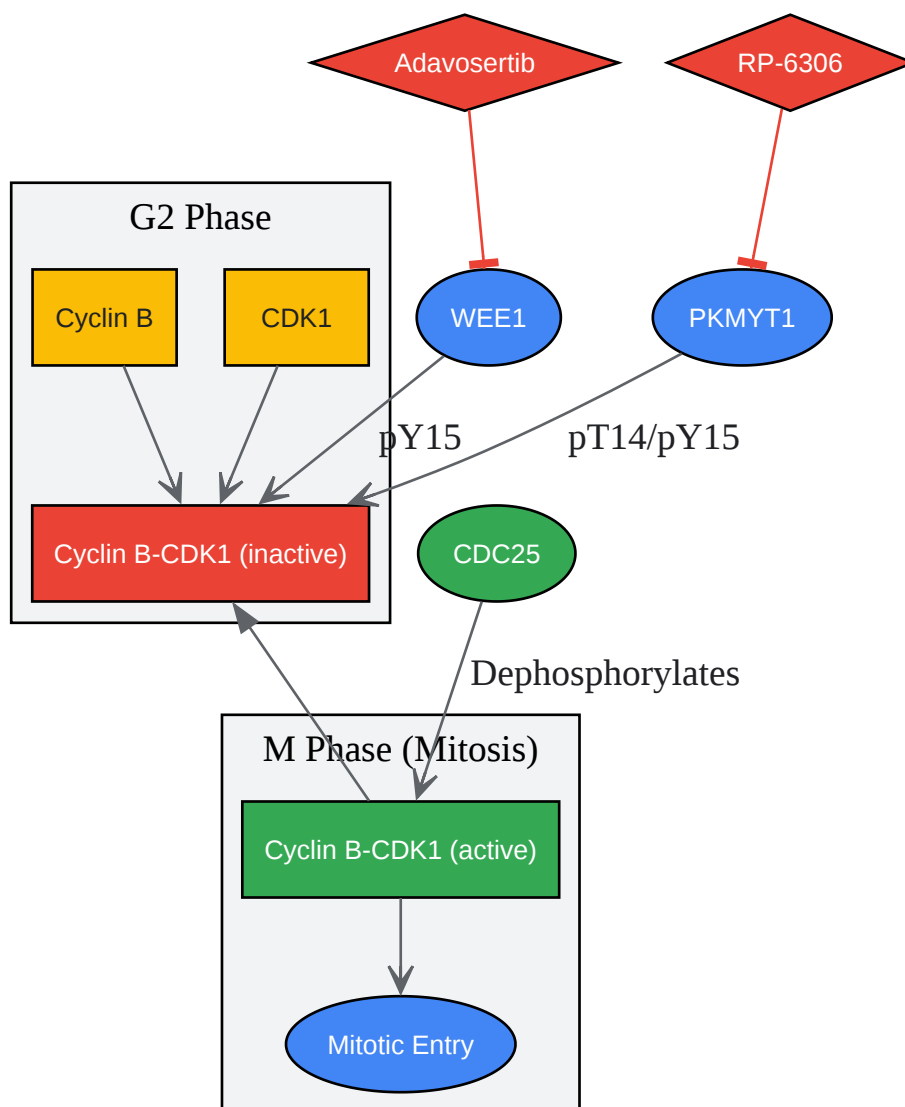 Adavosertib
RP-6306
G2 Phase
Cyclin B
CDK1
WEE1
PKMYT1
pY15
pT14/pY15
Cyclin B-CDK1 (inactive)
CDC25
Dephosphorylates
M Phase (Mitosis)
Cyclin B-CDK1 (active)
Mitotic Entry